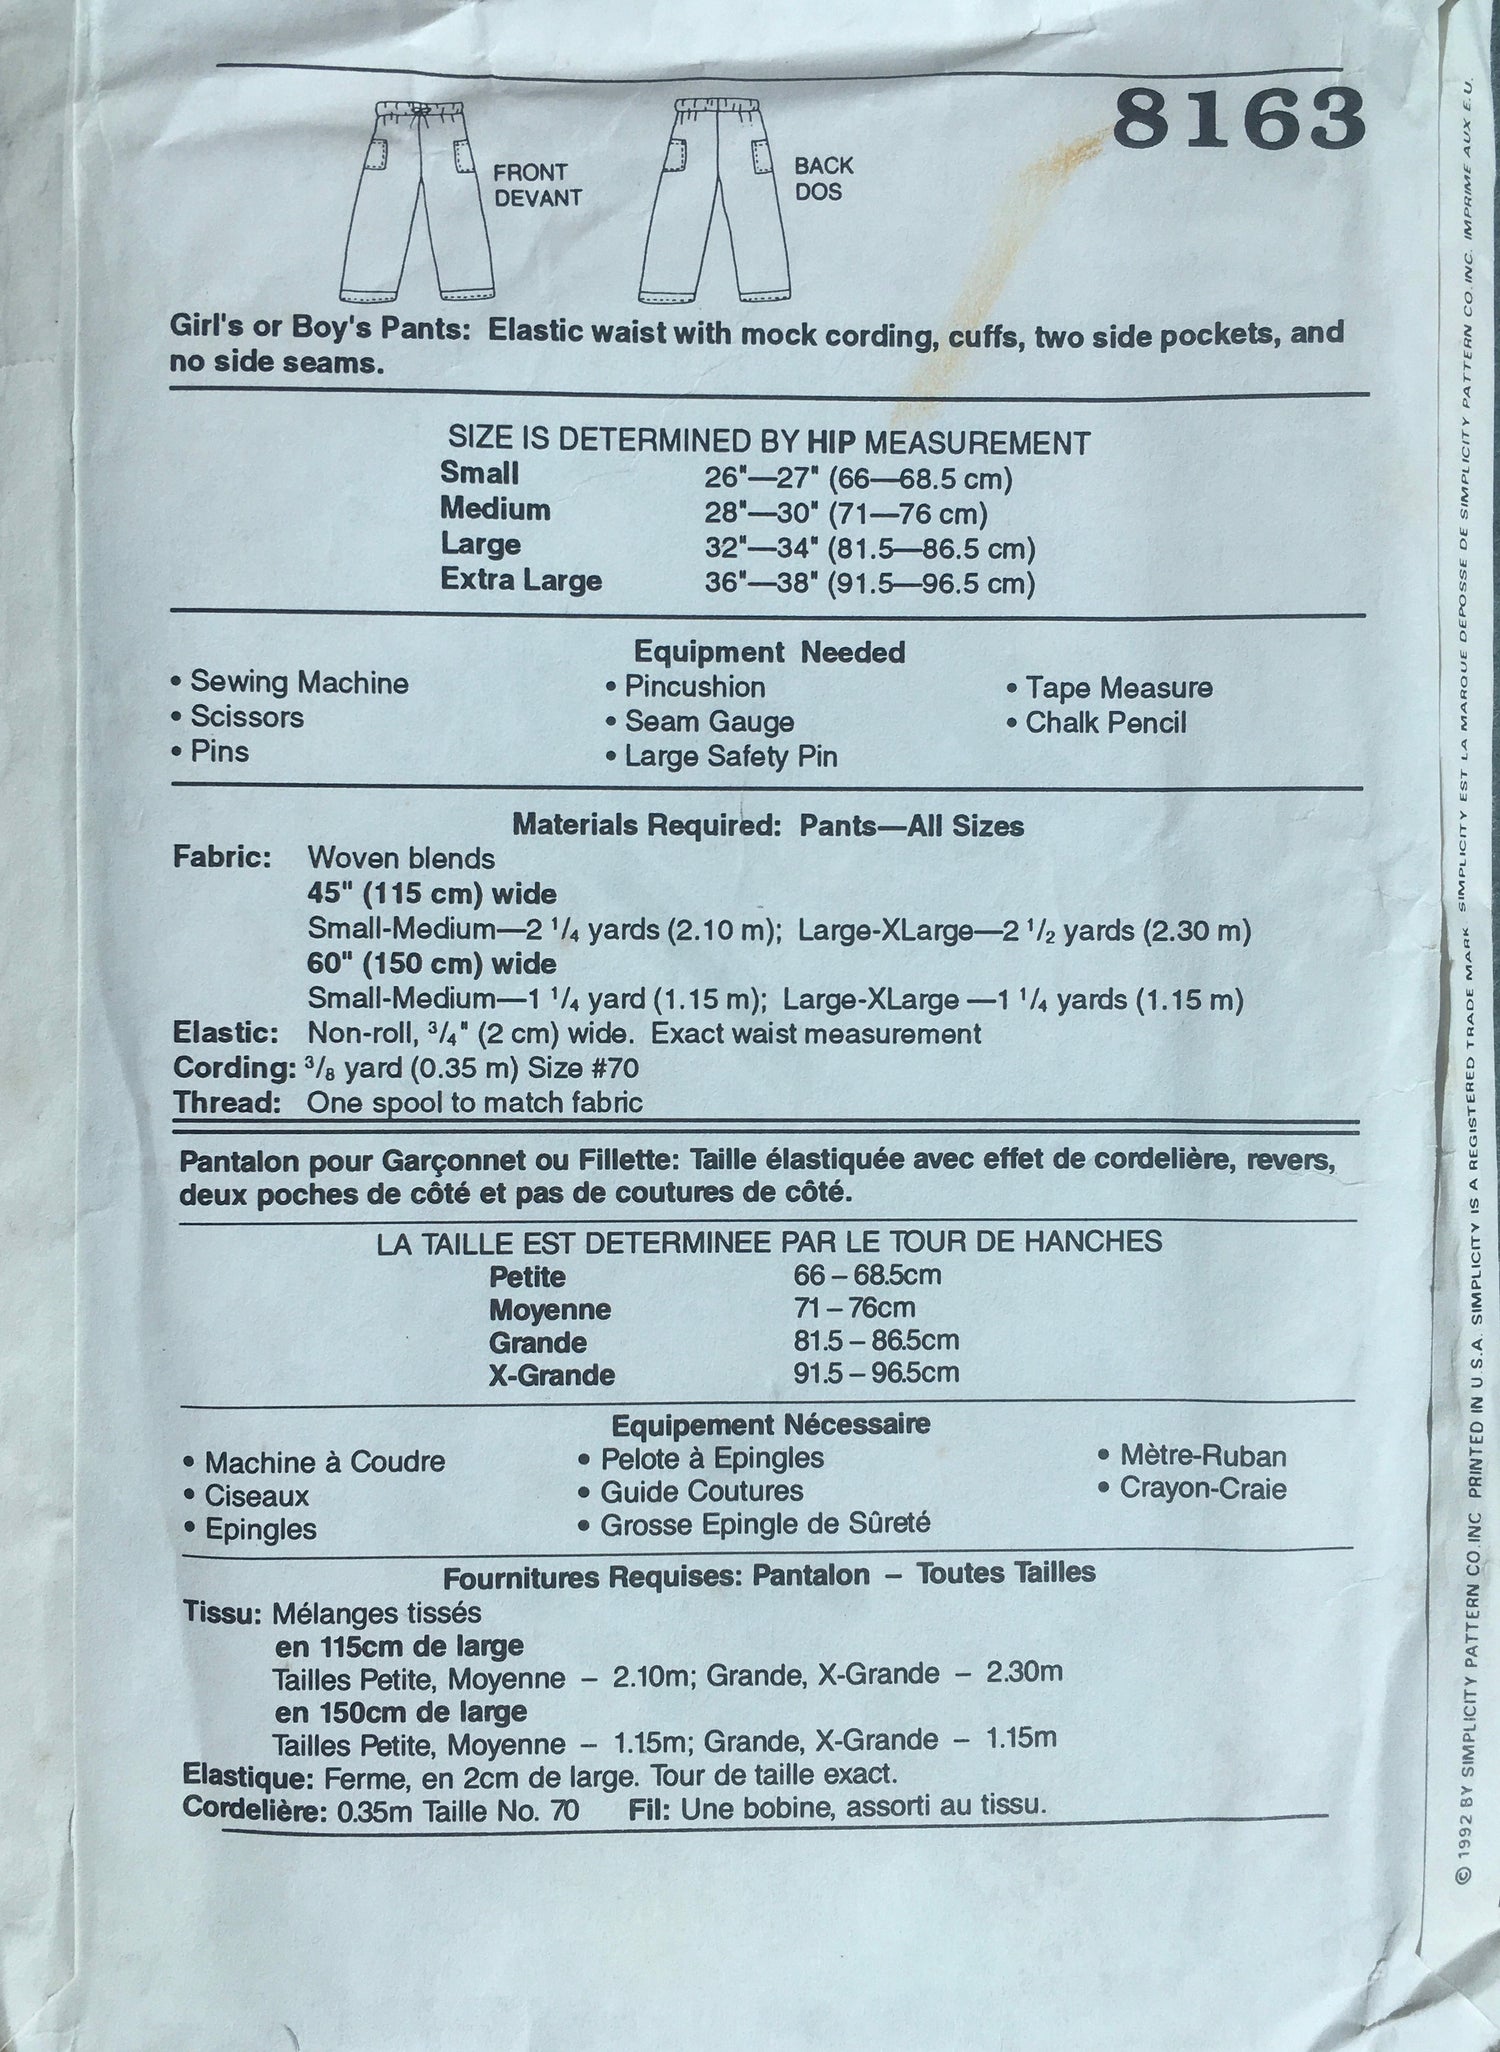 8163
FRONT
DEVANT
BACK
DOS
Girl's or Boy's Pants: Elastic waist with mock cording, cuffs, two side pockets, and
no side seams.
SIZE IS DETERMINED BY HIP MEASUREMENT
Small 26"—27" (66—68.5 cm)
Medium 28"—30" (71—76 cm)
Large 32"—34" (81.5—86.5 cm)
Extra Large 36"—38" (91.5—96.5 cm)
Equipment Needed
• Sewing Machine • Pincushion • Tape Measure
• Scissors • Seam Gauge • Chalk Pencil
• Pins • Large Safety Pin
Materials Required: Pants—All Sizes
Fabric: Woven blends
45" (115 cm) wide
Small-Medium—2 1/4 yards (2.10 m); Large-XLarge—2 1/2 yards (2.30 m)
60" (150 cm) wide
Small-Medium—1 1/4 yard (1.15 m); Large-XLarge —1 1/4 yards (1.15 m)
Elastic: Non-roll, 3/4" (2 cm) wide. Exact waist measurement
Cording: 3/8 yard (0.35 m) Size #70
Thread: One spool to match fabric
Pantalon pour Garçonnet ou Fillette: Taille élastiquée avec effet de cordelière, revers,
deux poches de côté et pas de coutures de côté.
LA TAILLE EST DETERMINEE PAR LE TOUR DE HANCHES
Petite 66 – 68.5cm
Moyenne 71 – 76cm
Grande 81.5 – 86.5cm
X-Grande 91.5 – 96.5cm
Equipement Nécessaire
• Machine à Coudre • Pelote à Epingles • Mètre-Ruban
• Ciseaux • Guide Coutures • Crayon-Craie
• Epingles • Grosse Epingle de Sûreté
Fournitures Requises: Pantalon – Toutes Tailles
Tissu: Mélanges tissés
en 115cm de large
Tailles Petite, Moyenne – 2.10m; Grande, X-Grande – 2.30m
en 150cm de large
Tailles Petite, Moyenne – 1.15m; Grande, X-Grande – 1.15m
Elastique: Ferme, en 2cm de large. Tour de taille exact.
Cordelière: 0.35m Taille No. 70 Fil: Une bobine, assorti au tissu.
© 1992 BY SIMPLICITY PATTERN CO. INC PRINTED IN U.S.A. SIMPLICITY IS A REGISTERED TRADE MARK. SIMPLICITY EST LA MARQUE DEPOSSE DE SIMPLICITY PATTERN CO. INC. IMPRIME AUX E.U.